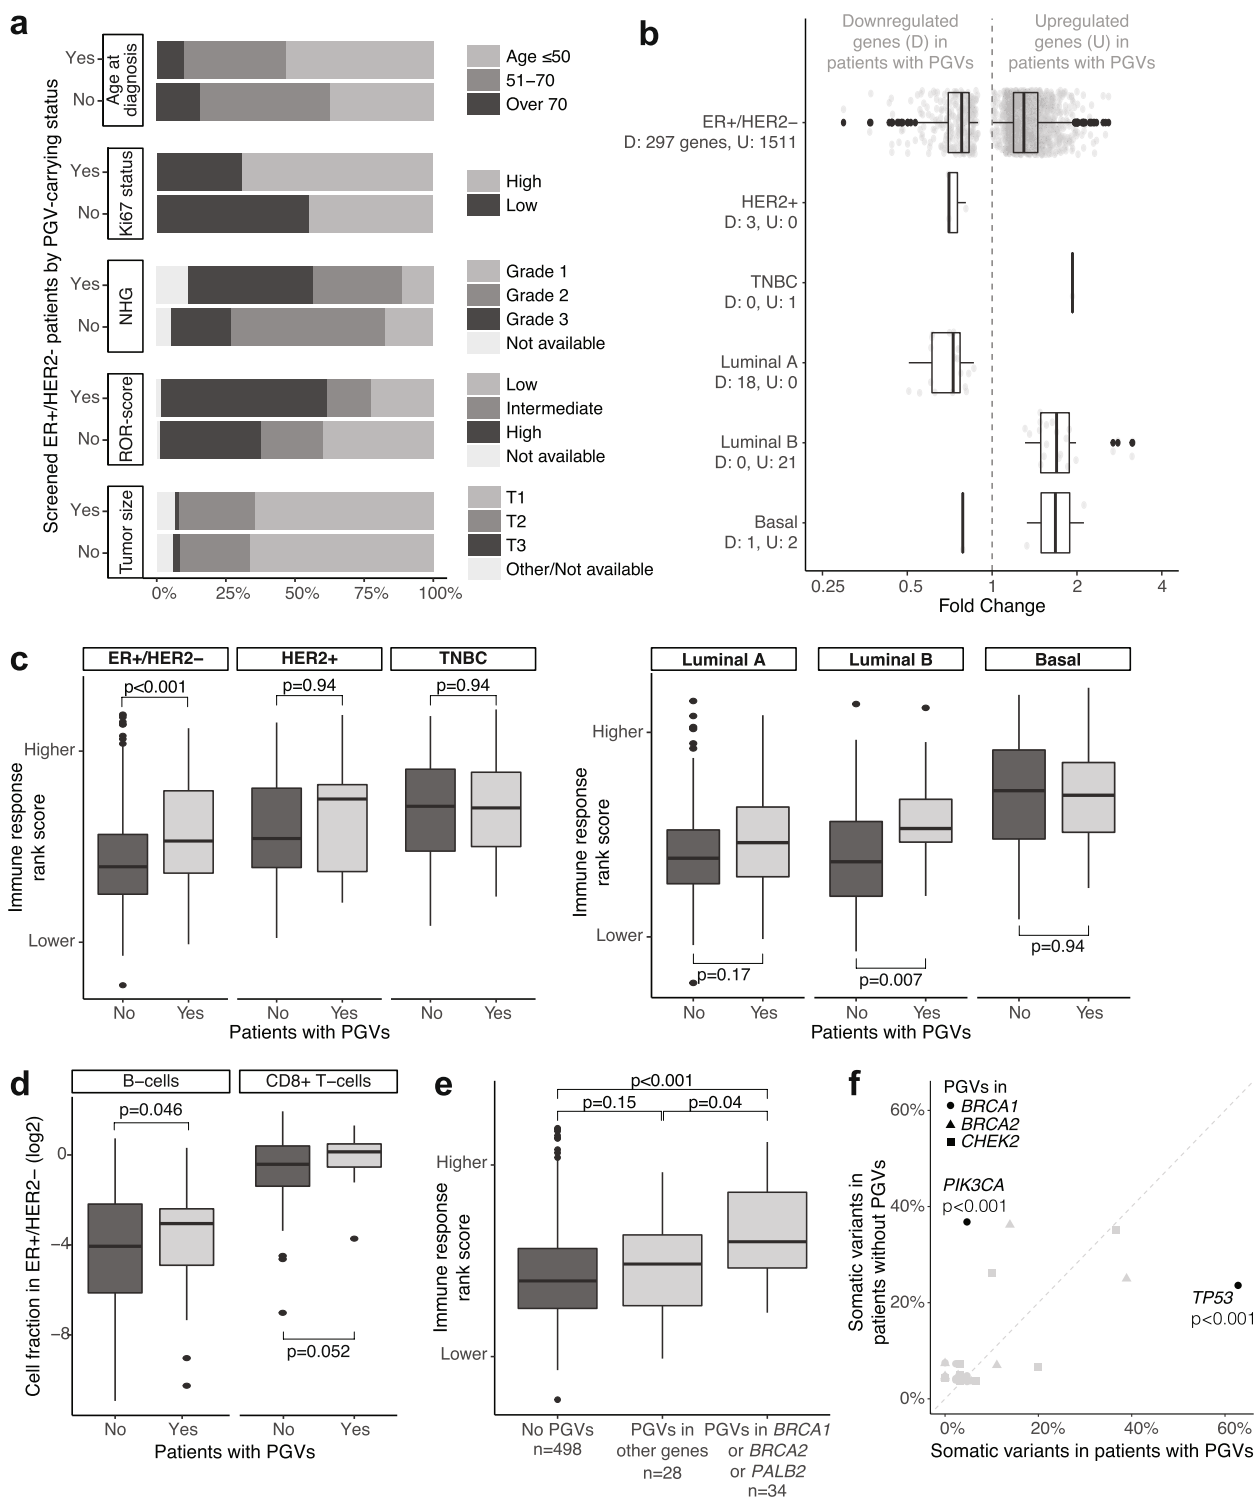 a
Screened ER+/HER2- patients by PGV-carrying status
Age at
diagnosis
Yes
No
Age ≤50
51–70
Over 70
Ki67 status
Yes
No
High
Low
NHG
Yes
No
Grade 1
Grade 2
Grade 3
Not available
ROR-score
Yes
No
Low
Intermediate
High
Not available
Tumor size
Yes
No
T1
T2
T3
Other/Not available
0% 25% 50% 75% 100%
b
Downregulated
genes (D) in
patients with PGVs
Upregulated
genes (U) in
patients with PGVs
ER+/HER2−
D: 297 genes, U: 1511
HER2+
D: 3, U: 0
TNBC
D: 0, U: 1
Luminal A
D: 18, U: 0
Luminal B
D: 0, U: 21
Basal
D: 1, U: 2
0.25 0.5 1 2 4
Fold Change
c
ER+/HER2− HER2+ TNBC
p<0.001 p=0.94 p=0.94
Immune response
rank score
Higher
Lower
No Yes No Yes No Yes
Patients with PGVs
Luminal A Luminal B Basal
Immune response
rank score
Higher
Lower
p=0.17 p=0.007 p=0.94
No Yes No Yes No Yes
Patients with PGVs
d
B−cells CD8+ T−cells
p=0.046
Cell fraction in ER+/HER2− (log2)
0
−4
−8
p=0.052
No Yes No Yes
Patients with PGVs
e
p<0.001
p=0.15 p=0.04
Immune response
rank score
Higher
Lower
No PGVs
n=498
PGVs in
other genes
n=28
PGVs in BRCA1
or BRCA2
or PALB2
n=34
f
PGVs in
BRCA1
BRCA2
CHEK2
Somatic variants in
patients without PGVs
60%
40%
20%
0%
PIK3CA
p<0.001
TP53
p<0.001
0% 20% 40% 60%
Somatic variants in patients with PGVs